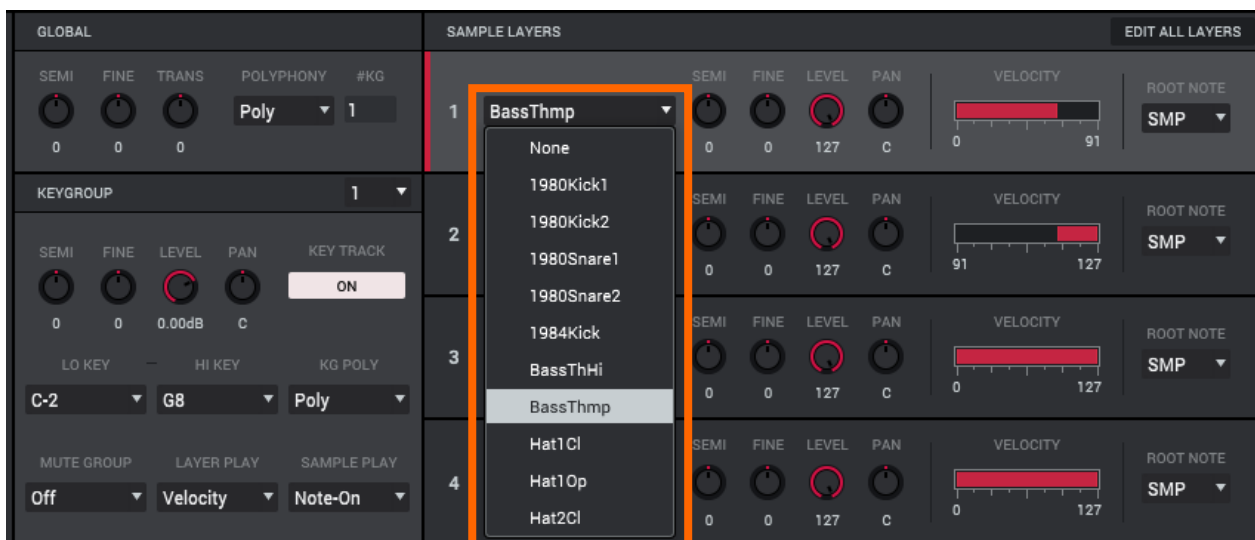 GLOBAL
SAMPLE LAYERS
EDIT ALL LAYERS
SEMI FINE TRANS POLYPHONY #KG
Poly 1
0 0 0
KEYGROUP 1
SEMI FINE LEVEL PAN KEY TRACK
ON
0 0 0.00dB C
LO KEY – HI KEY KG POLY
C-2 G8 Poly
MUTE GROUP LAYER PLAY SAMPLE PLAY
Off Velocity Note-On
1 BassThmp
None
1980Kick1
1980Kick2
1980Snare1
1980Snare2
1984Kick
BassThHi
BassThmp
Hat1Cl
Hat1Op
Hat2Cl
SEMI FINE LEVEL PAN VELOCITY ROOT NOTE
SMP
0 0 127 C 0 91
2
SEMI FINE LEVEL PAN VELOCITY ROOT NOTE
SMP
0 0 127 C 91 127
3
SEMI FINE LEVEL PAN VELOCITY ROOT NOTE
SMP
0 0 127 C 0 127
4
SEMI FINE LEVEL PAN VELOCITY ROOT NOTE
SMP
0 0 127 C 0 127